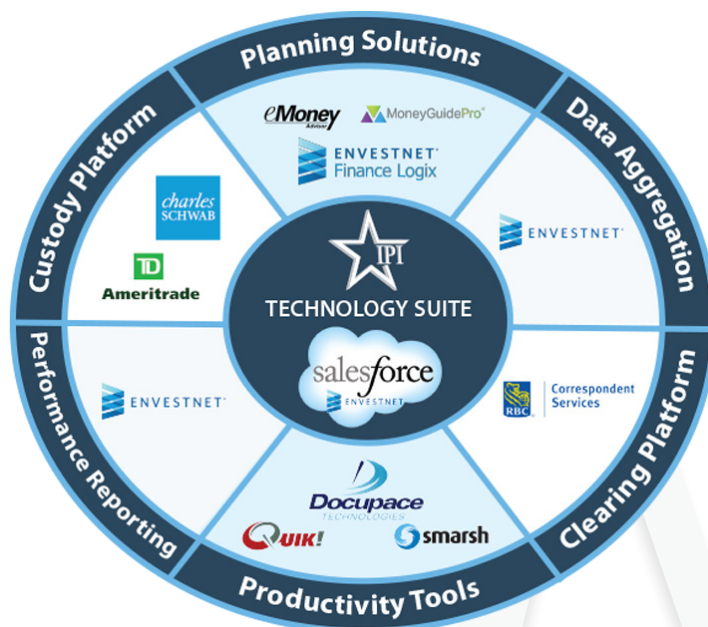 Planning Solutions
eMoney
Advisor
MoneyGuidePro®
ENVESTNET®
Finance Logix
Data Aggregation
ENVESTNET®
Clearing Platform
RBC®
Correspondent
Services
Productivity Tools
Docupace
TECHNOLOGIES
QUIK!
smarsh
Performance Reporting
ENVESTNET®
Custody Platform
charles
SCHWAB
TD
Ameritrade
IPI
TECHNOLOGY SUITE
salesforce
ENVESTNET